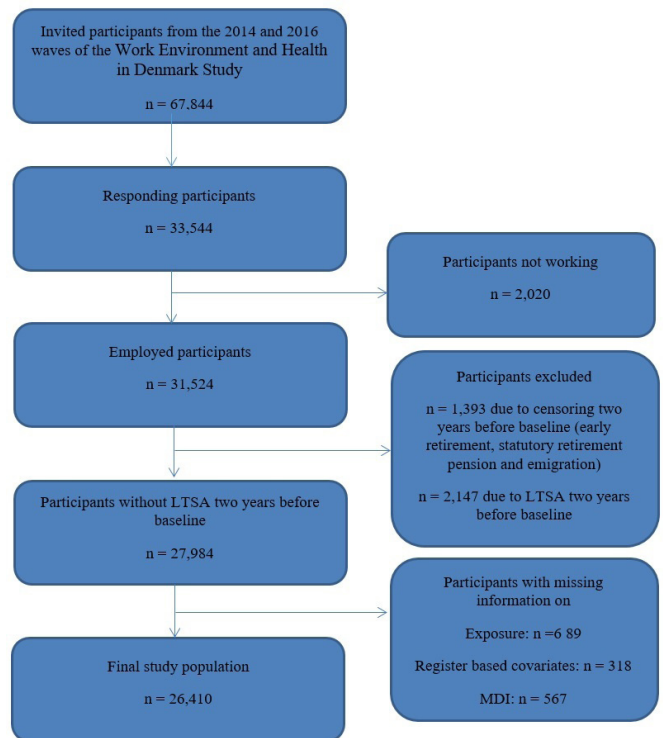 Invited participants from the 2014 and 2016
waves of the Work Environment and Health
in Denmark Study
n = 67,844
Responding participants
n = 33,544
Participants not working
n = 2,020
Employed participants
n = 31,524
Participants excluded
n = 1,393 due to censoring two
years before baseline (early
retirement, statutory retirement
pension and emigration)
n = 2,147 due to LTSA two years
before baseline
Participants without LTSA two years before
baseline
n = 27,984
Participants with missing
information on
Exposure: n =6 89
Register based covariates: n = 318
MDI: n = 567
Final study population
n = 26,410